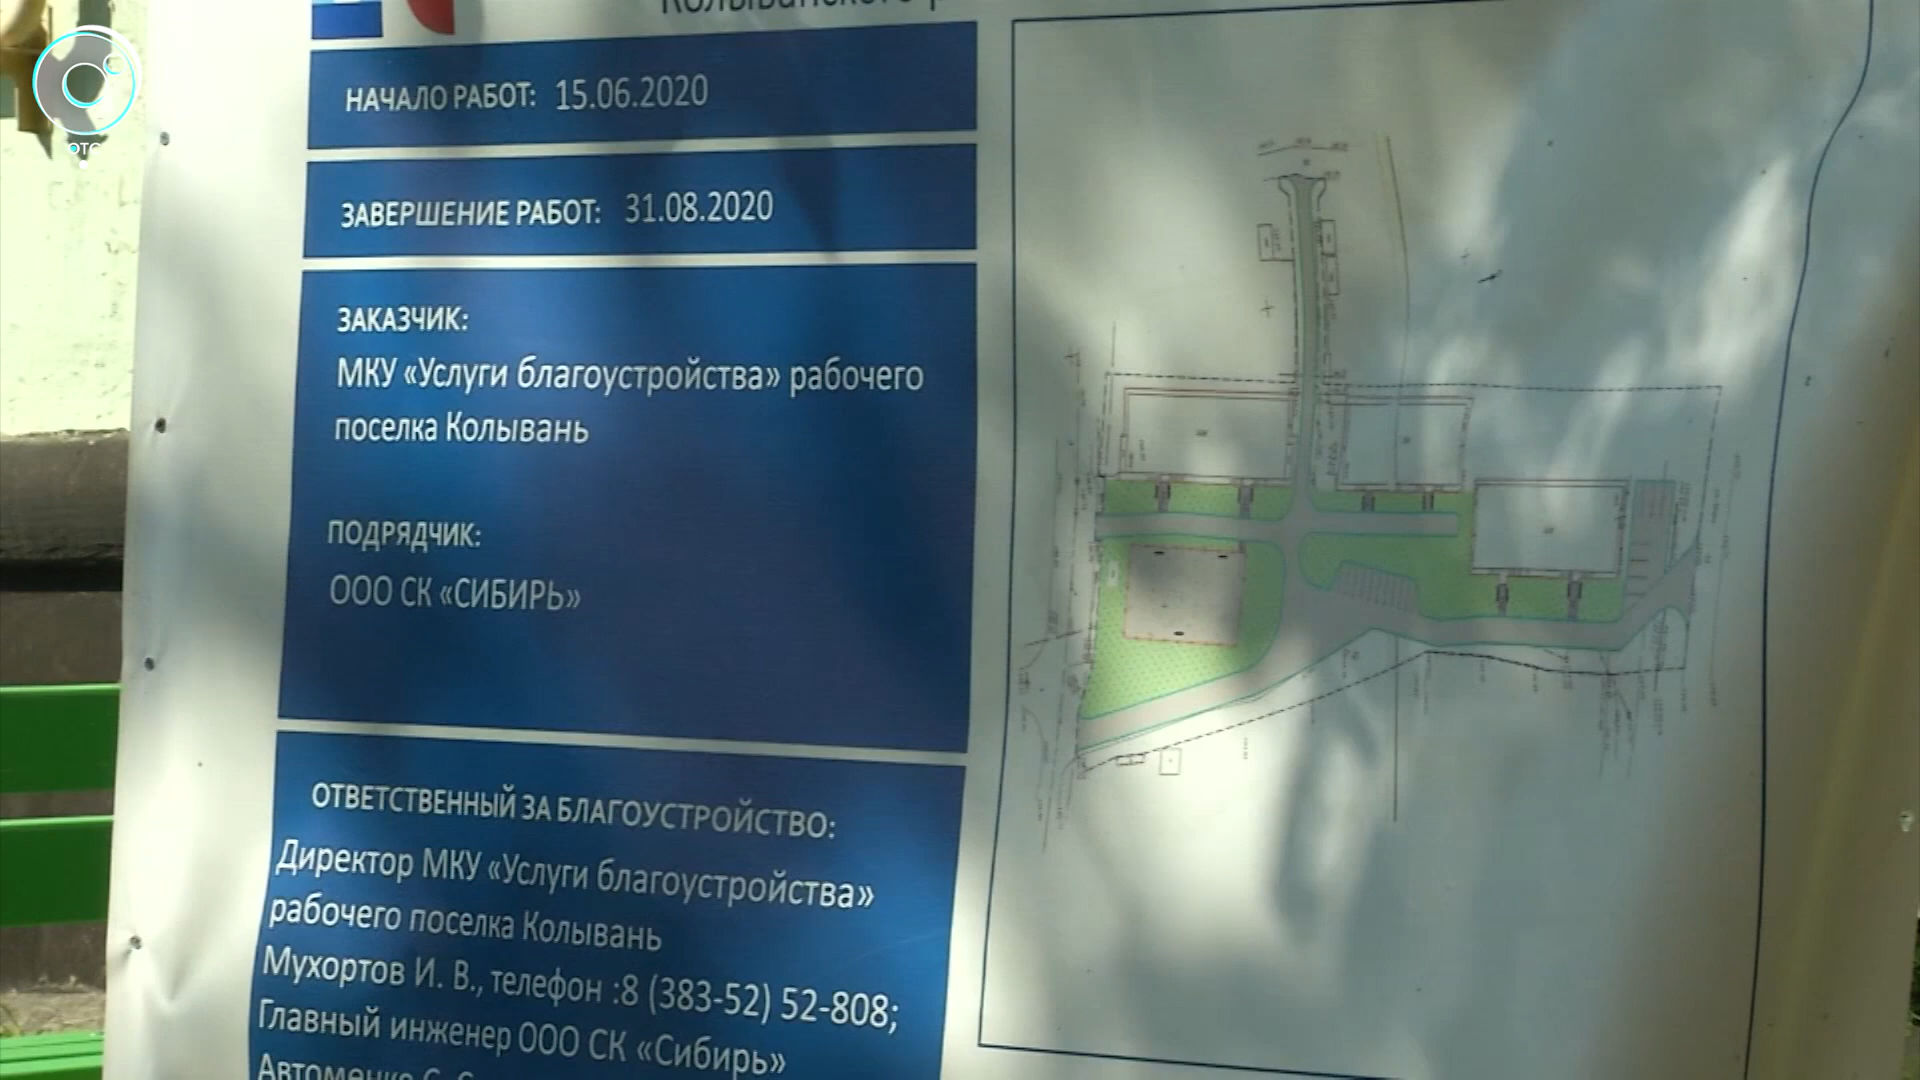 НАЧАЛО РАБОТ: 15.06.2020
ЗАВЕРШЕНИЕ РАБОТ: 31.08.2020
ЗАКАЗЧИК:
МКУ «Услуги благоустройства» рабочего
поселка Колывань
ПОДРЯДЧИК:
ООО СК «СИБИРЬ»
ОТВЕТСТВЕННЫЙ ЗА БЛАГОУСТРОЙСТВО:
Директор МКУ «Услуги благоустройства»
рабочего поселка Колывань
Мухортов И. В., телефон :8 (383-52) 52-808;
Главный инженер ООО СК «Сибирь»